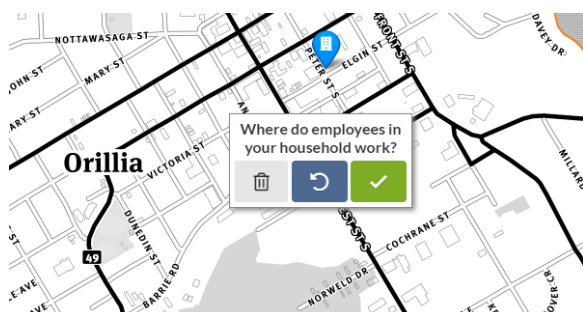 NOTTAWASAGA ST
MARY ST
PETER ST S
ELGIN ST
FRONT ST S
DAVEY DR
Where do employees in
your household work?
Orillia
VICTORIA ST
DUNEDIN ST
49
BARRIE RD
COCHRANE ST
NORWELD DR